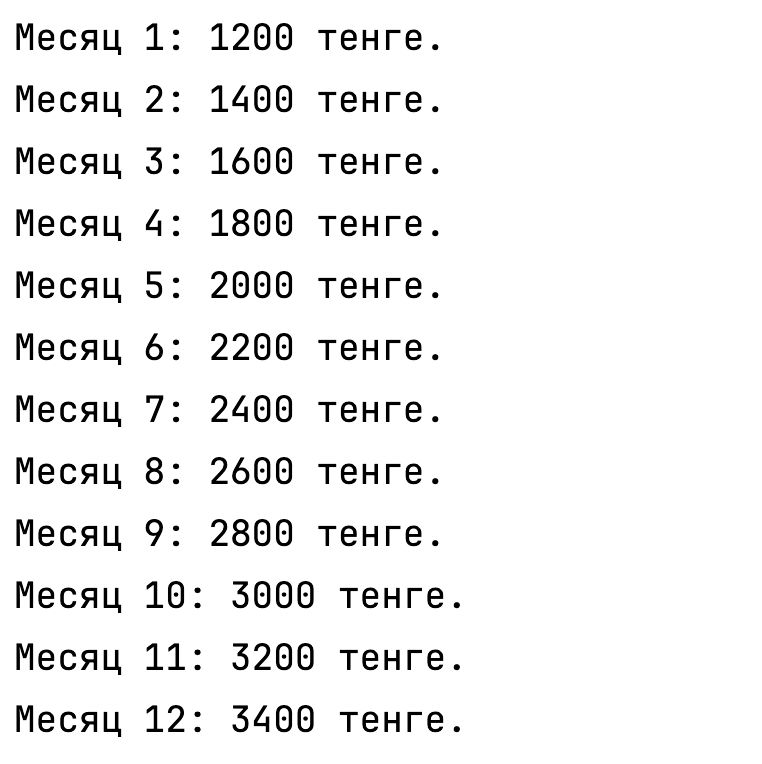 Месяц 1: 1200 тенге.
Месяц 2: 1400 тенге.
Месяц 3: 1600 тенге.
Месяц 4: 1800 тенге.
Месяц 5: 2000 тенге.
Месяц 6: 2200 тенге.
Месяц 7: 2400 тенге.
Месяц 8: 2600 тенге.
Месяц 9: 2800 тенге.
Месяц 10: 3000 тенге.
Месяц 11: 3200 тенге.
Месяц 12: 3400 тенге.